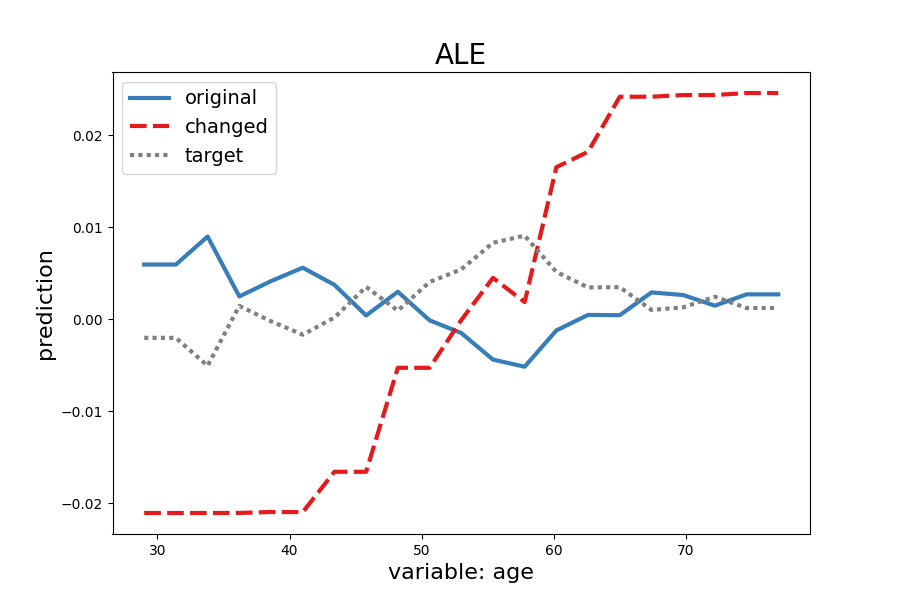 ALE
original
changed
target
0.02
0.01
0.00
−0.01
−0.02
prediction
30 40 50 60 70
variable: age